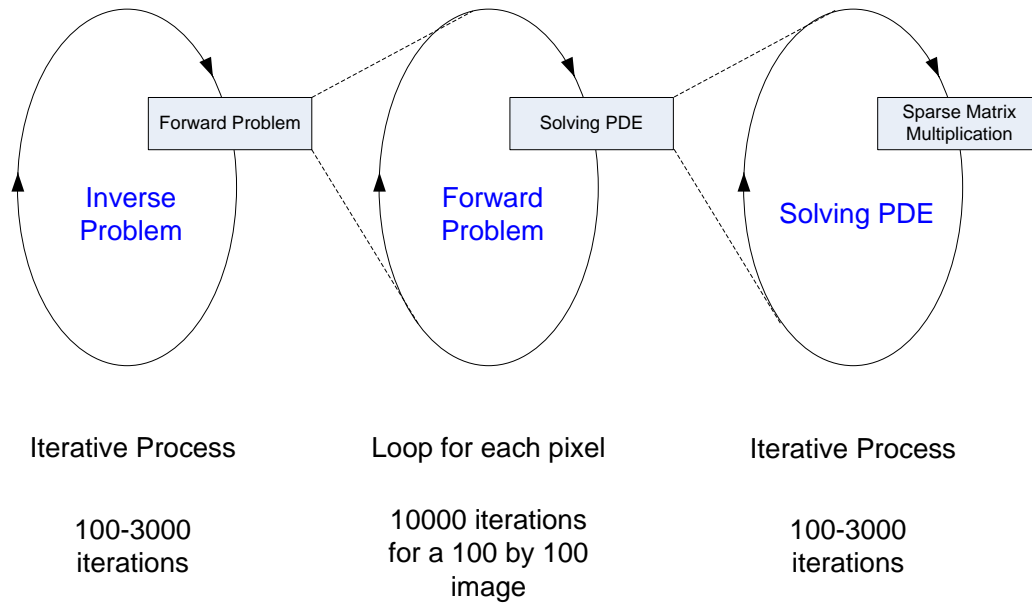 Forward Problem
Inverse
Problem
Solving PDE
Forward
Problem
Sparse Matrix
Multiplication
Solving PDE
Iterative Process
Loop for each pixel
Iterative Process
100-3000
iterations
10000 iterations
for a 100 by 100
image
100-3000
iterations